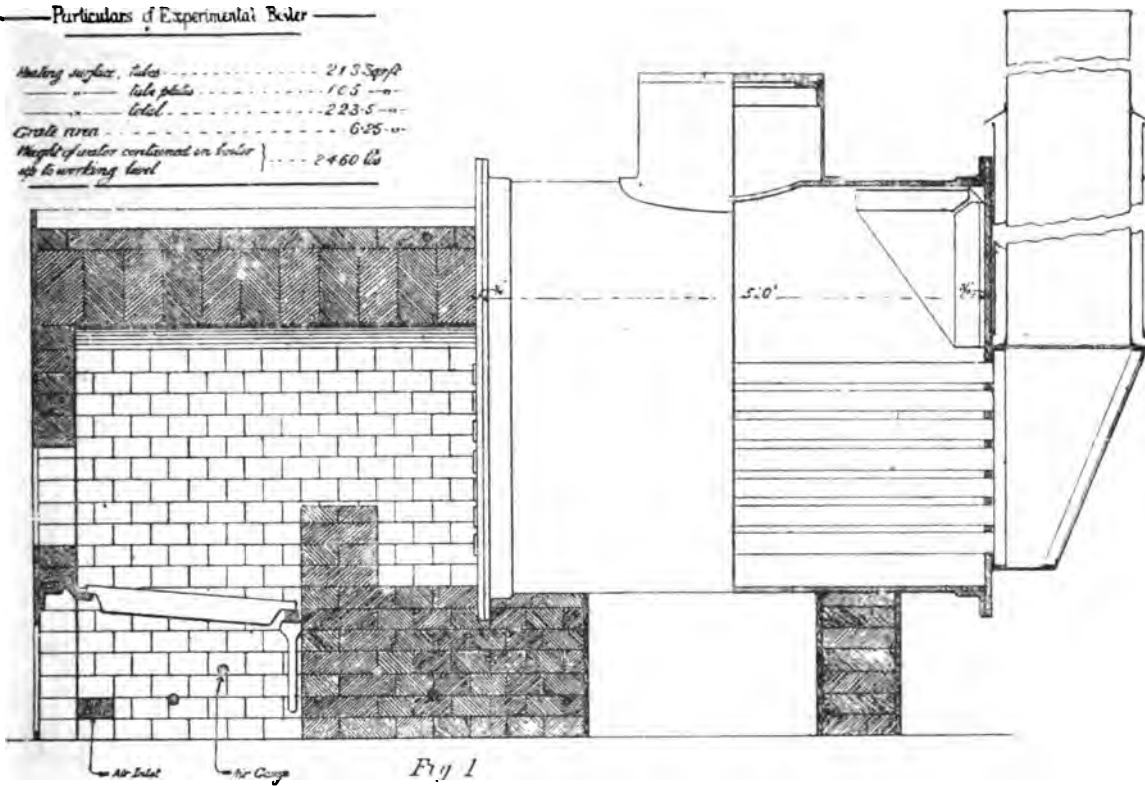 Particulars of Experimental Boiler
Heating surface, tubes 213 Sqr ft
" tube plates 10.5 "
" total 223.5 "
Grate area 6.25 "
Weight of water contained in boiler
up to working level } 2460 lbs
5'.0"
Air Inlet
Air Gauge
Fig 1